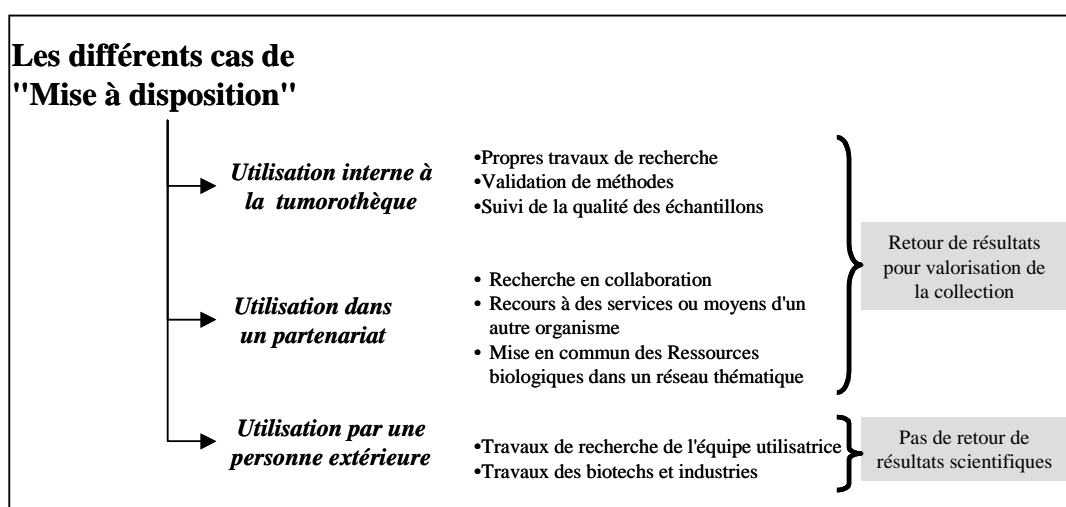 Les différents cas de
"Mise à disposition"
Utilisation interne à
la tumorothèque
•Propres travaux de recherche
•Validation de méthodes
•Suivi de la qualité des échantillons
Utilisation dans
un partenariat
• Recherche en collaboration
• Recours à des services ou moyens d'un
autre organisme
• Mise en commun des Ressources
biologiques dans un réseau thématique
Retour de résultats
pour valorisation de
la collection
Utilisation par une
personne extérieure
•Travaux de recherche de l'équipe utilisatrice
•Travaux des biotechs et industries
Pas de retour de
résultats scientifiques